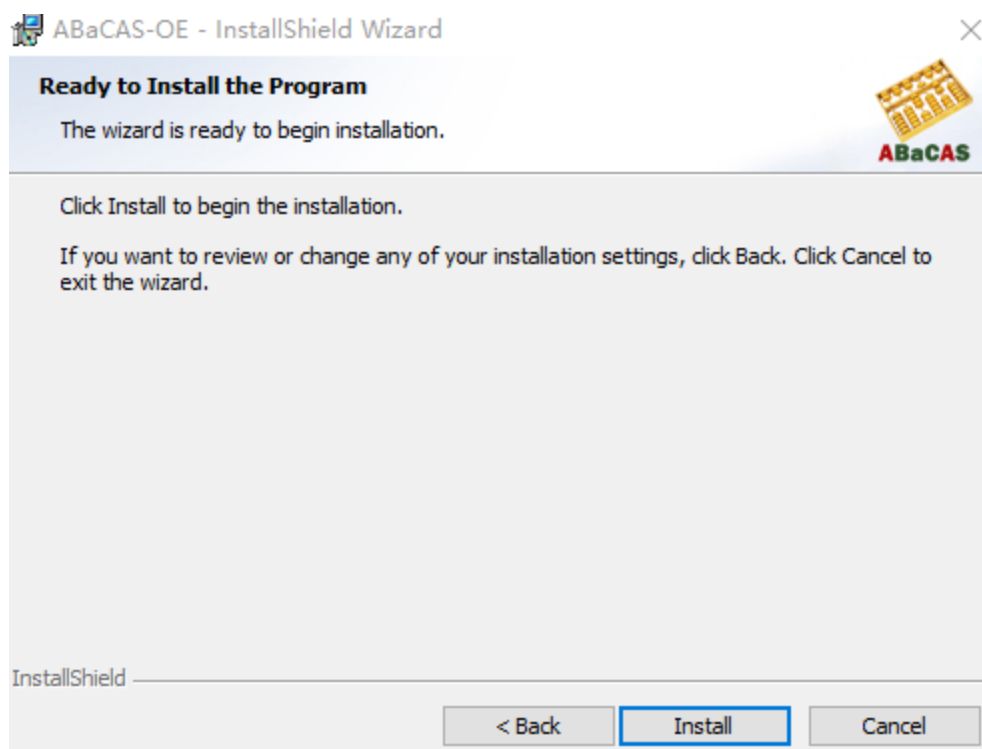 ABaCAS-OE - InstallShield Wizard
Ready to Install the Program
The wizard is ready to begin installation.
ABaCAS
Click Install to begin the installation.
If you want to review or change any of your installation settings, click Back. Click Cancel to
exit the wizard.
InstallShield
< Back
Install
Cancel